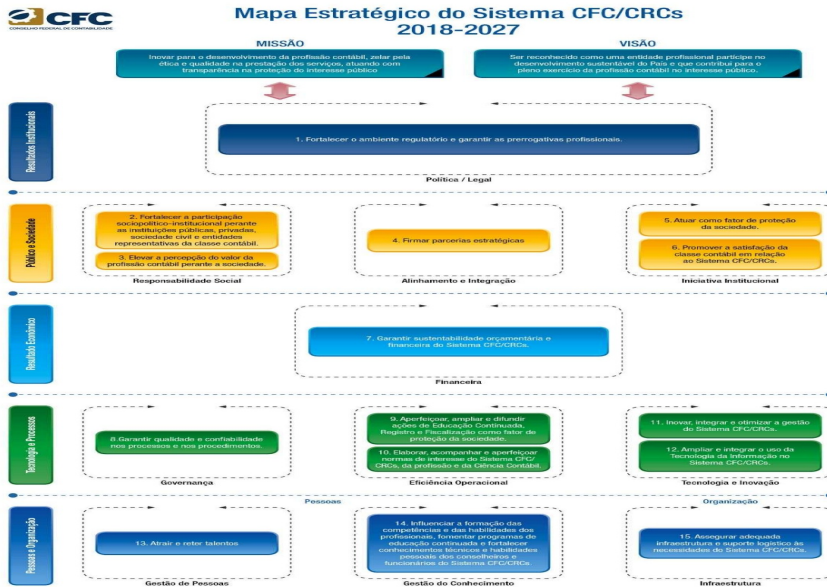 CFC
CONSELHO FEDERAL DE CONTABILIDADE
Mapa Estratégico do Sistema CFC/CRCs
2018-2027
MISSÃO
Inovar para o desenvolvimento da profissão contábil, zelar pela
ética e qualidade na prestação dos serviços, atuando com
transparência na proteção do interesse público
VISÃO
Ser reconhecido como uma entidade profissional partícipe no
desenvolvimento sustentável do País e que contribui para o
pleno exercício da profissão contábil no interesse público.
Resultados Institucionais
1. Fortalecer o ambiente regulatório e garantir as prerrogativas profissionais.
Política / Legal
Público e Sociedade
2. Fortalecer a participação
sociopolítico-institucional perante
as instituições públicas, privadas,
sociedade civil e entidades
representativas da classe contábil.
3. Elevar a percepção do valor da
profissão contábil perante a sociedade.
Responsabilidade Social
4. Firmar parcerias estratégicas
Alinhamento e Integração
5. Atuar como fator de proteção
da sociedade.
6. Promover a satisfação da
classe contábil em relação
ao Sistema CFC/CRCs.
Iniciativa Institucional
Resultado Econômico
7. Garantir sustentabilidade orçamentária e
financeira do Sistema CFC/CRCs.
Financeira
Tecnologia e Processos
8.Garantir qualidade e confiabilidade
nos processos e nos procedimentos.
Governança
9. Aperfeiçoar, ampliar e difundir
ações de Educação Continuada,
Registro e Fiscalização como fator de
proteção da sociedade.
10. Elaborar, acompanhar e aperfeiçoar
normas de interesse do Sistema CFC/
CRCs, da profissão e da Ciência Contábil.
Eficiência Operacional
11. Inovar, integrar e otimizar a gestão
do Sistema CFC/CRCs.
12. Ampliar e integrar o uso da
Tecnologia da Informação no
Sistema CFC/CRCs.
Tecnologia e Inovação
Pessoas e Organização
Pessoas
Organização
13. Atrair e reter talentos
Gestão de Pessoas
14. Influenciar a formação das
competências e das habilidades dos
profissionais, fomentar programas de
educação continuada e fortalecer
conhecimentos técnicos e habilidades
pessoais dos conselheiros e
funcionários do Sistema CFC/CRCs.
Gestão do Conhecimento
15. Assegurar adequada
infraestrutura e suporte logístico às
necessidades do Sistema CFC/CRCs.
Infraestrutura